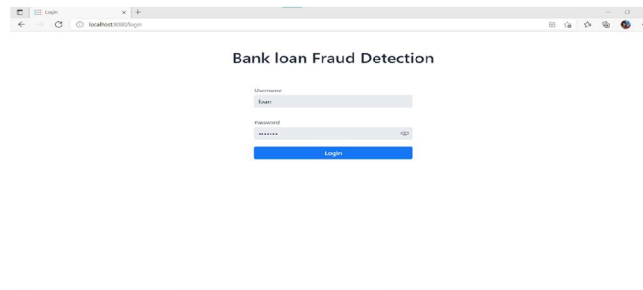 Login
localhost:8080/login
Bank loan Fraud Detection
Username
loan
Password
•••••••
Login